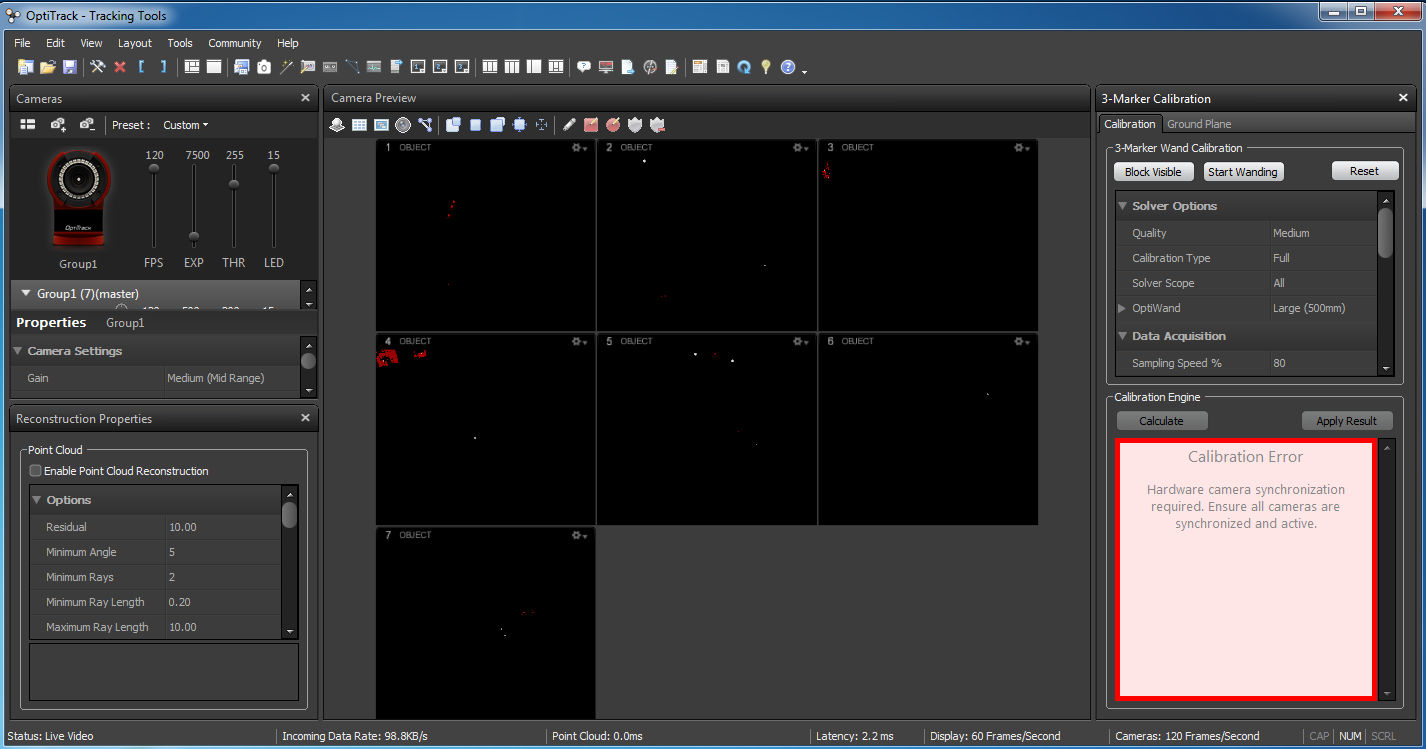 OptiTrack - Tracking Tools
File Edit View Layout Tools Community Help
Cameras
Preset : Custom
120 7500 255 15
OptiTrack
Group1
FPS EXP THR LED
Group1 (7)(master)
Properties Group1
Camera Settings
Gain Medium (Mid Range)
Reconstruction Properties
Point Cloud
Enable Point Cloud Reconstruction
Options
Residual 10.00
Minimum Angle 5
Minimum Rays 2
Minimum Ray Length 0.20
Maximum Ray Length 10.00
Camera Preview
1 OBJECT
2 OBJECT
3 OBJECT
4 OBJECT
5 OBJECT
6 OBJECT
7 OBJECT
3-Marker Calibration
Calibration Ground Plane
3-Marker Wand Calibration
Block Visible Start Wanding Reset
Solver Options
Quality Medium
Calibration Type Full
Solver Scope All
OptiWand Large (500mm)
Data Acquisition
Sampling Speed % 80
Calibration Engine
Calculate Apply Result
Calibration Error
Hardware camera synchronization
required. Ensure all cameras are
synchronized and active.
Status: Live Video Incoming Data Rate: 98.8KB/s Point Cloud: 0.0ms Latency: 2.2 ms Display: 60 Frames/Second Cameras: 120 Frames/Second CAP NUM SCRL